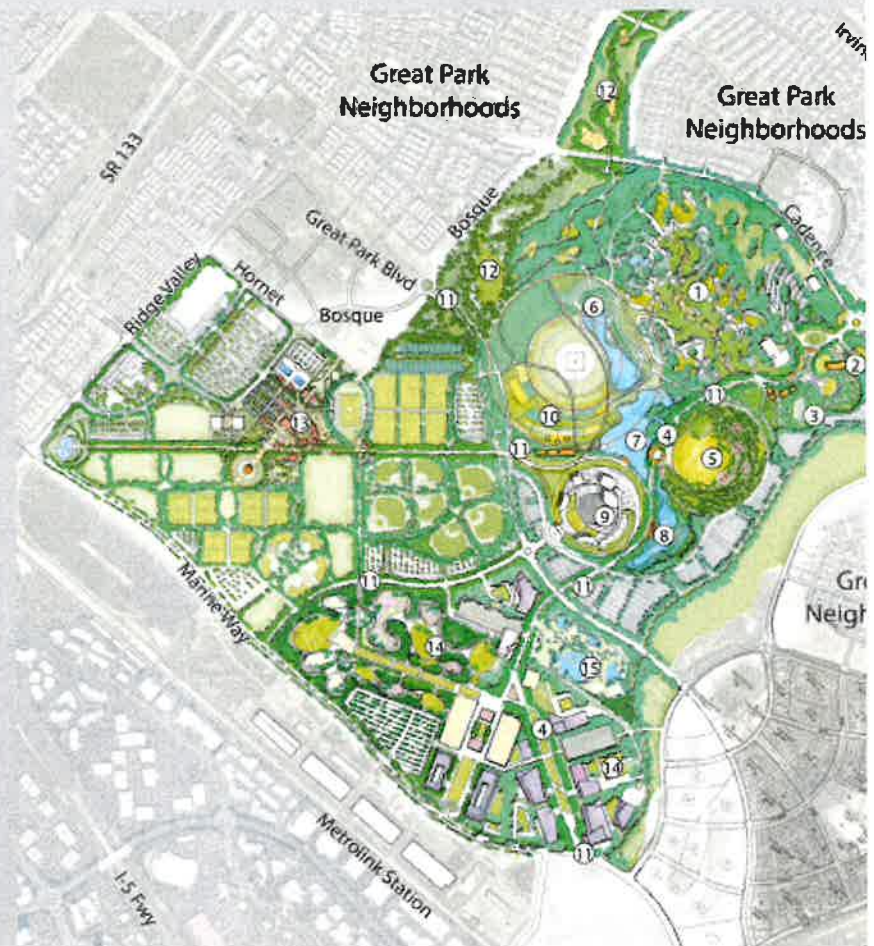 Great Park
Neighborhoods
12
Great Park
Neighborhoods
SR 133
Bosque
Cadence
Great Park Blvd
12
1
Ridge Valley
Hornet
11
6
Bosque
2
11
3
10
13
4
7
5
11
9
8
11
11
Marine Way
14
15
4
14
11
Metrolink Station
I-5 Fwy